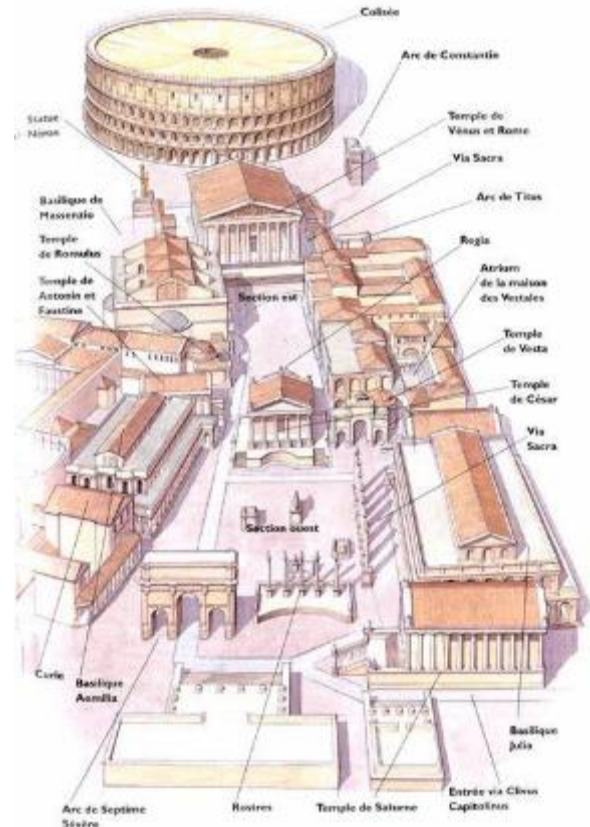 Colisée
Arc de Constantin
Statue
Néron
Temple de
Vénus et Rome
Via Sacra
Basilique de
Massenzio
Arc de Titus
Temple
de Romulus
Regia
Temple de
Antonin et
Faustine
Atrium
de la maison
des Vestales
Section est
Temple
de Vesta
Temple
de César
Via
Sacra
Section ouest
Curie
Basilique
Aemilia
Basilique
Julia
Arc de Septime
Sévère
Rostres
Temple de Saturne
Entrée via Clivus
Capitolinus